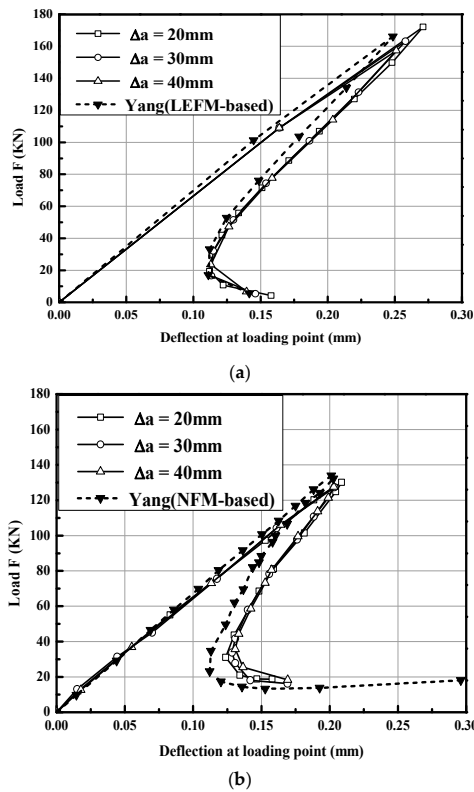 180
160
140
120
100
80
60
40
20
0
Load F (KN)
Δa = 20mm
Δa = 30mm
Δa = 40mm
Yang(LEFM-based)
0.00 0.05 0.10 0.15 0.20 0.25 0.30
Deflection at loading point (mm)
(a)
180
160
140
120
100
80
60
40
20
0
Load F (KN)
Δa = 20mm
Δa = 30mm
Δa = 40mm
Yang(NFM-based)
0.00 0.05 0.10 0.15 0.20 0.25 0.30
Deflection at loading point (mm)
(b)